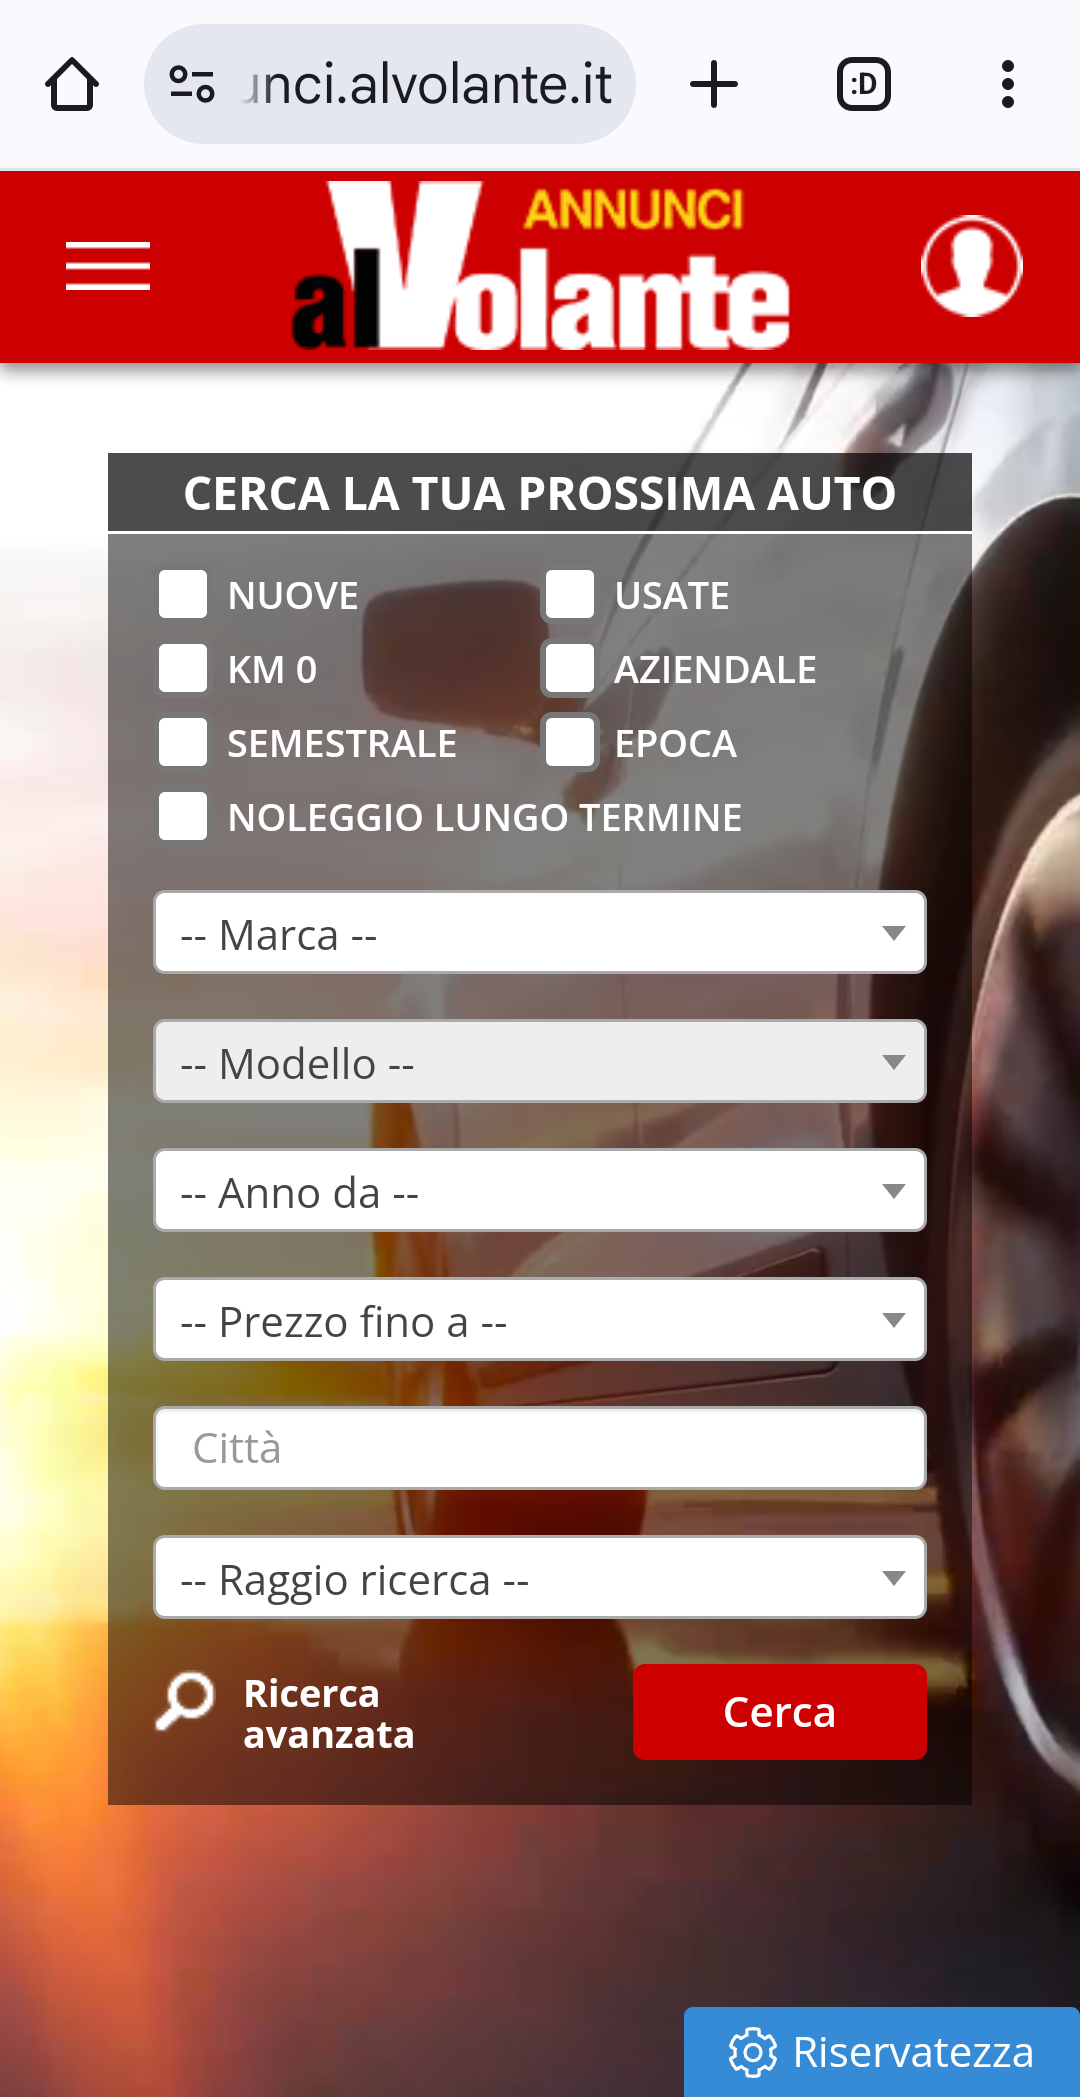 unci.alvolante.it
:D
ANNUNCI
alVolante
CERCA LA TUA PROSSIMA AUTO
NUOVE
USATE
KM 0
AZIENDALE
SEMESTRALE
EPOCA
NOLEGGIO LUNGO TERMINE
-- Marca --
-- Modello --
-- Anno da --
-- Prezzo fino a --
Città
-- Raggio ricerca --
Ricerca
avanzata
Cerca
Riservatezza